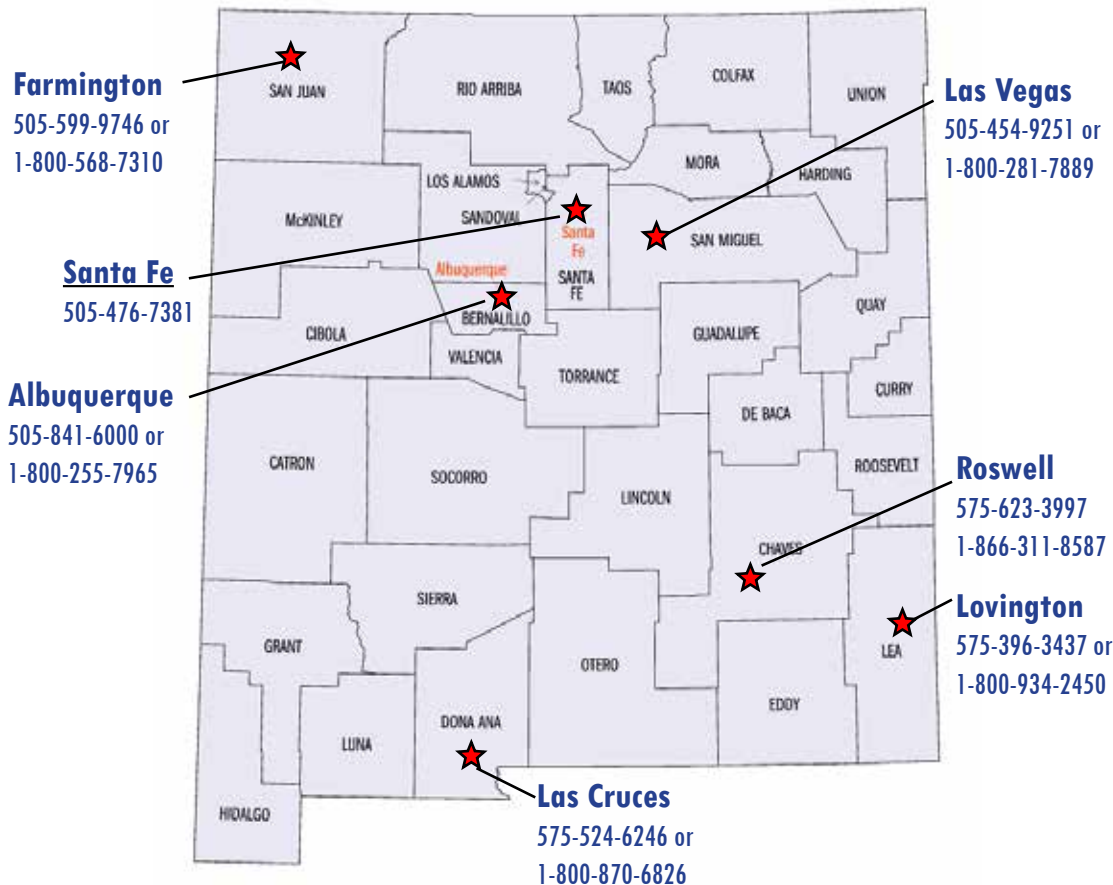 Farmington
505-599-9746 or
1-800-568-7310
Santa Fe
505-476-7381
Albuquerque
505-841-6000 or
1-800-255-7965
SAN JUAN
RIO ARRIBA
TAOS
COLFAX
UNION
LOS ALAMOS
MORA
HARDING
McKINLEY
SANDOVAL
Santa
Fe
SANTA
FE
SAN MIGUEL
Albuquerque
BERNALILLO
CIBOLA
VALENCIA
TORRANCE
GUADALUPE
QUAY
CURRY
DE BACA
ROOSEVELT
CATRON
SOCORRO
LINCOLN
CHAVES
SIERRA
GRANT
OTERO
LEA
EDDY
DONA ANA
LUNA
HIDALGO
Las Vegas
505-454-9251 or
1-800-281-7889
Roswell
575-623-3997
1-866-311-8587
Lovington
575-396-3437 or
1-800-934-2450
Las Cruces
575-524-6246 or
1-800-870-6826